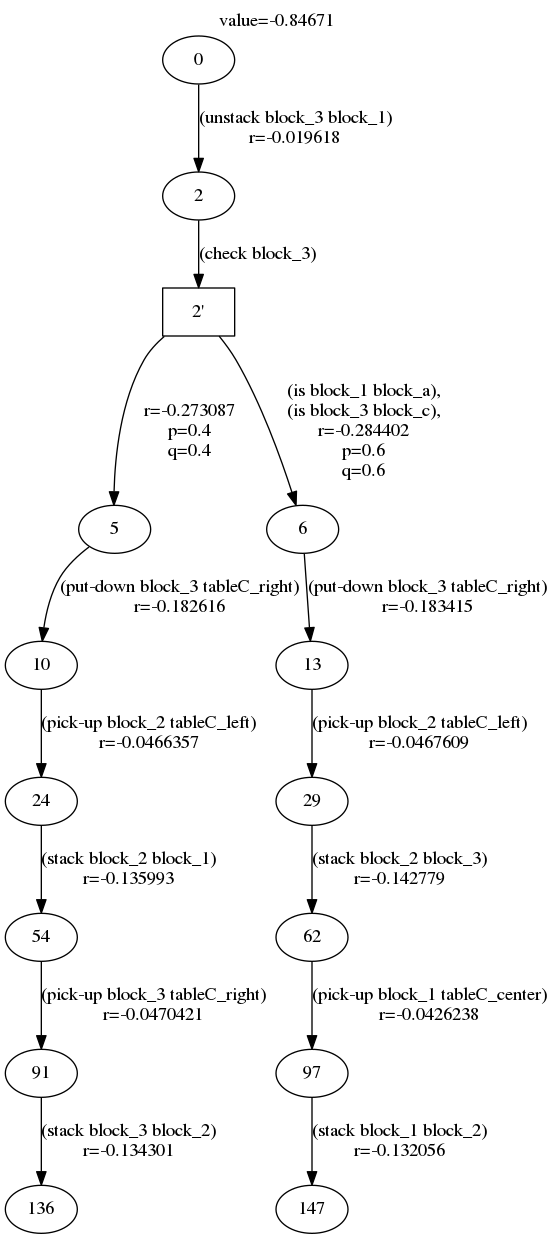 value=-0.84671
0
(unstack block_3 block_1)
r=-0.019618
2
(check block_3)
2'
r=-0.273087
p=0.4
q=0.4
(is block_1 block_a),
(is block_3 block_c),
r=-0.284402
p=0.6
q=0.6
5
6
(put-down block_3 tableC_right)
r=-0.182616
(put-down block_3 tableC_right)
r=-0.183415
10
13
(pick-up block_2 tableC_left)
r=-0.0466357
(pick-up block_2 tableC_left)
r=-0.0467609
24
29
(stack block_2 block_1)
r=-0.135993
(stack block_2 block_3)
r=-0.142779
54
62
(pick-up block_3 tableC_right)
r=-0.0470421
(pick-up block_1 tableC_center)
r=-0.0426238
91
97
(stack block_3 block_2)
r=-0.134301
(stack block_1 block_2)
r=-0.132056
136
147